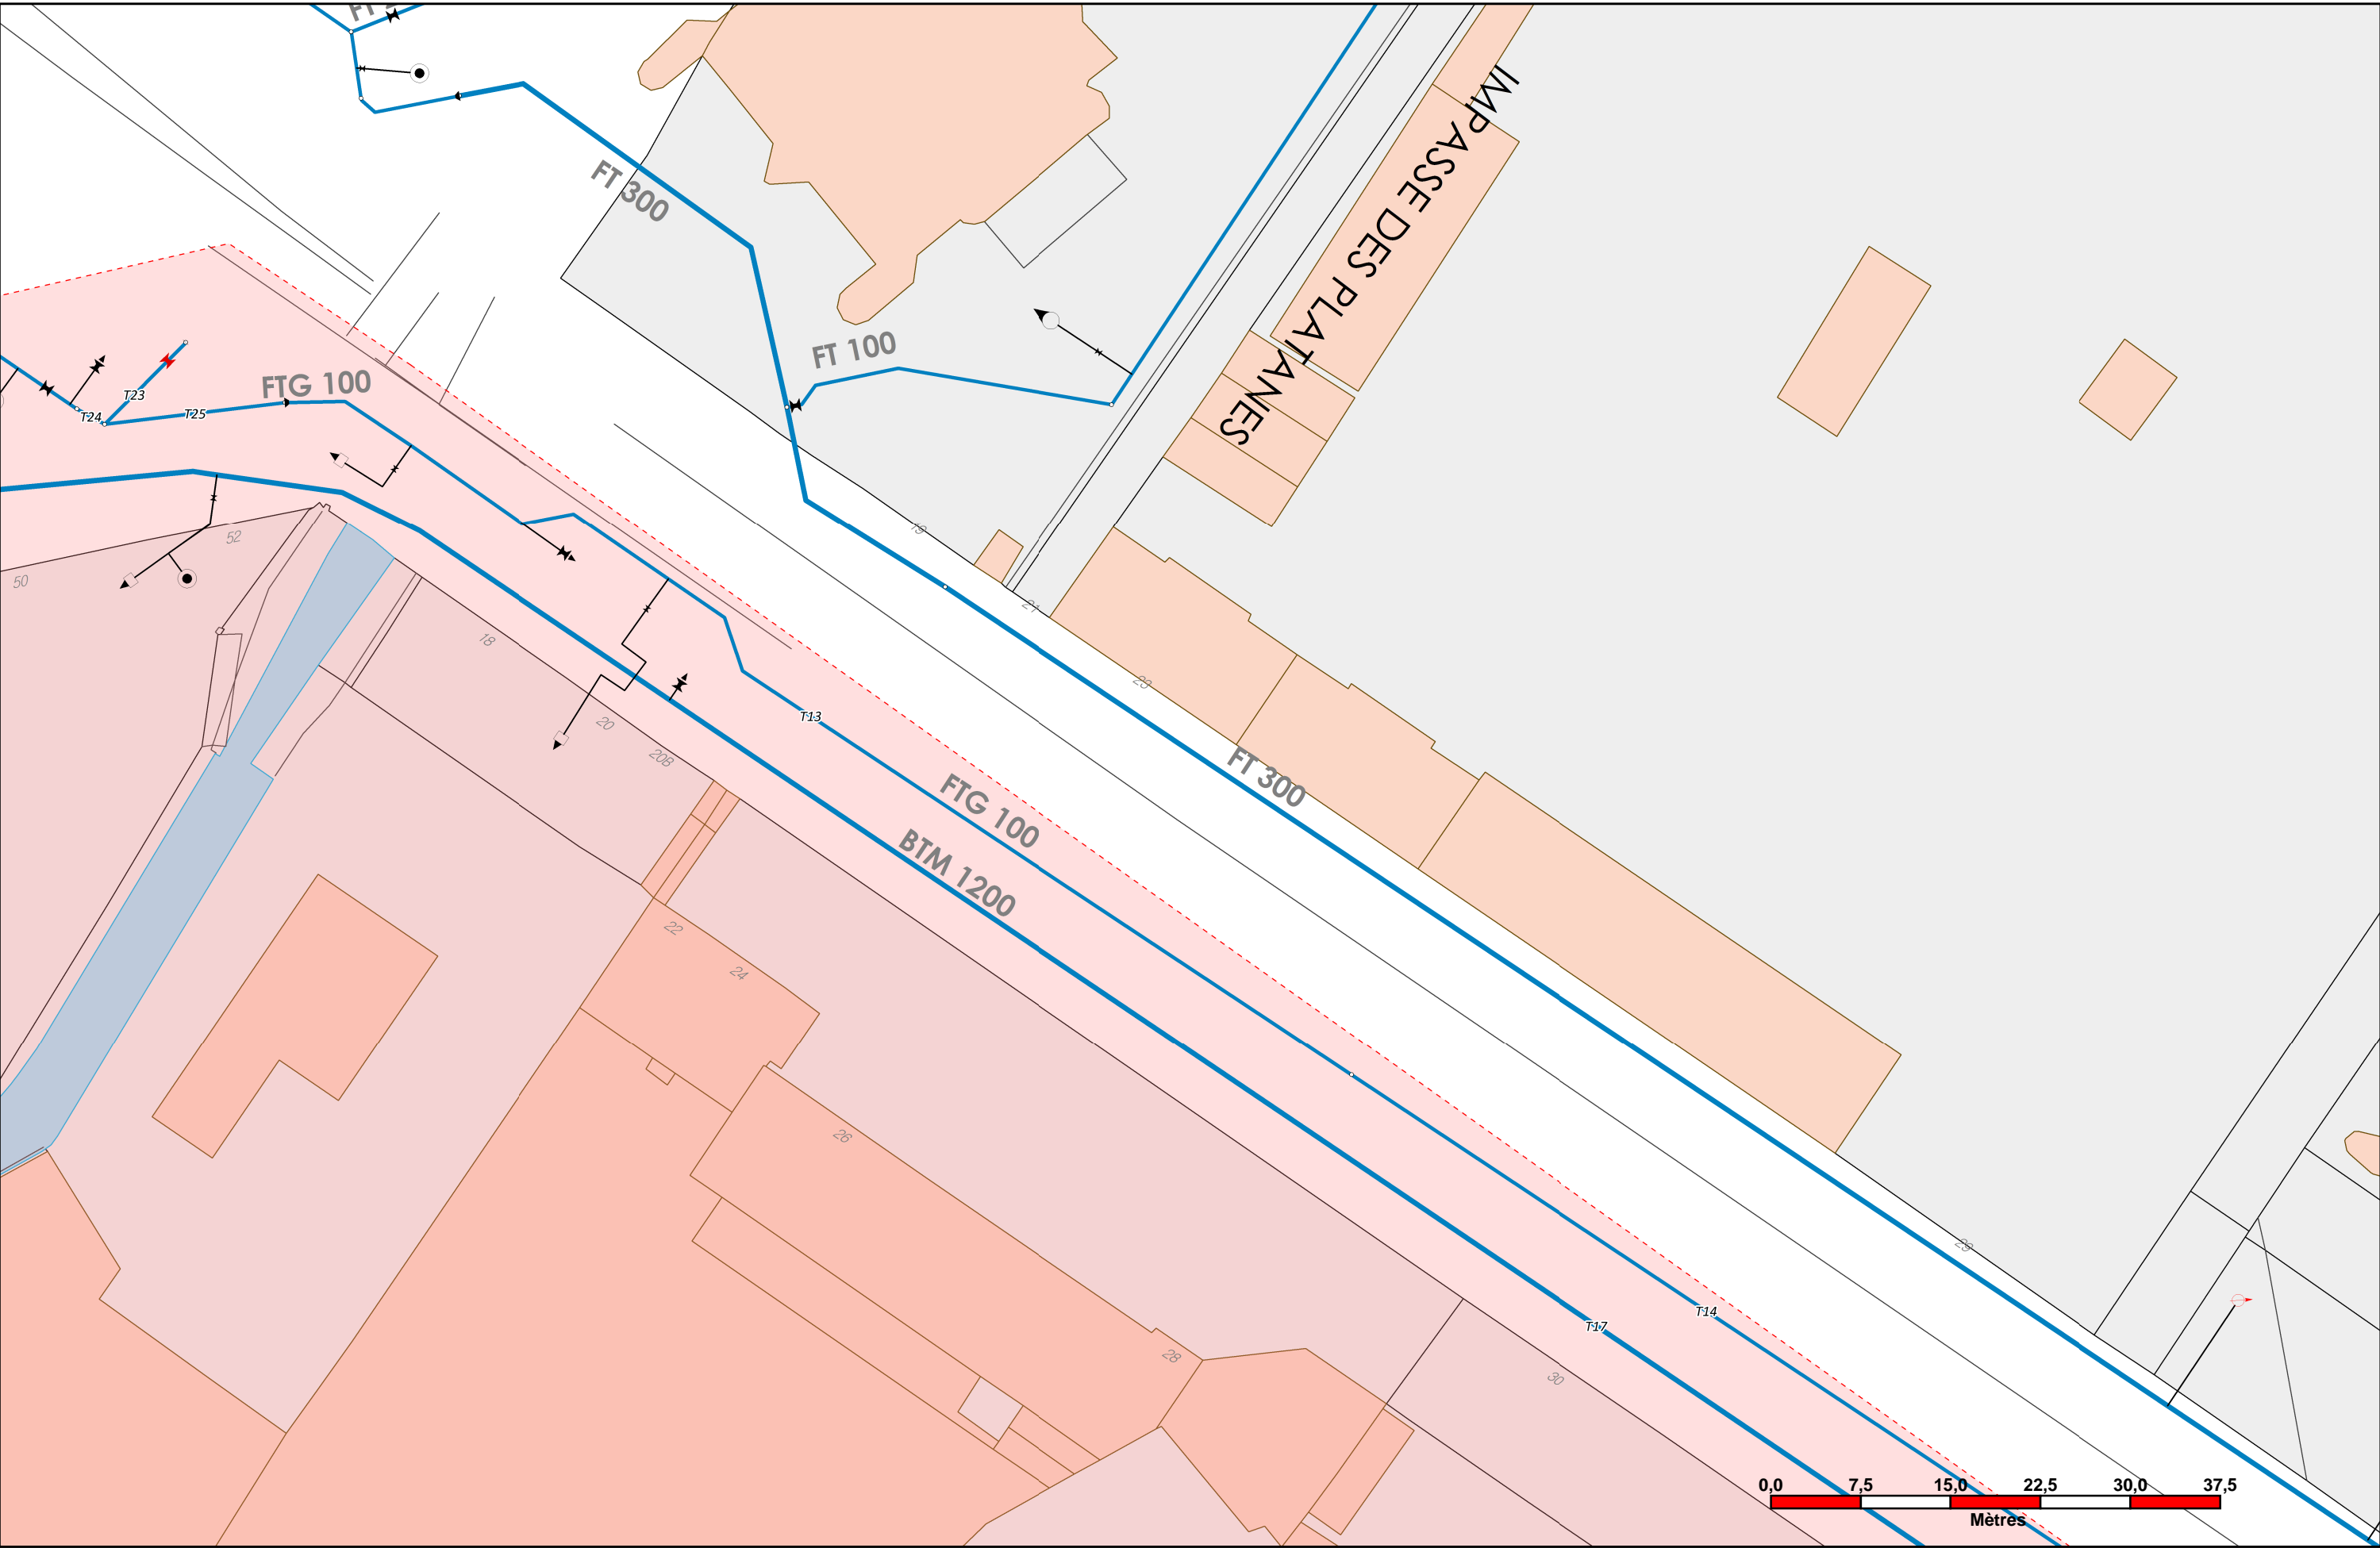 FT 300
IMPASSE DES PLATANES
FT 100
FTG 100
T23
T24
T25
52
50
19
21
18
23
20
20B
T13
FTG 100
FT 300
BTM 1200
22
24
26
28
29
30
T14
T17
0,0 7,5 15,0 22,5 30,0 37,5
Mètres